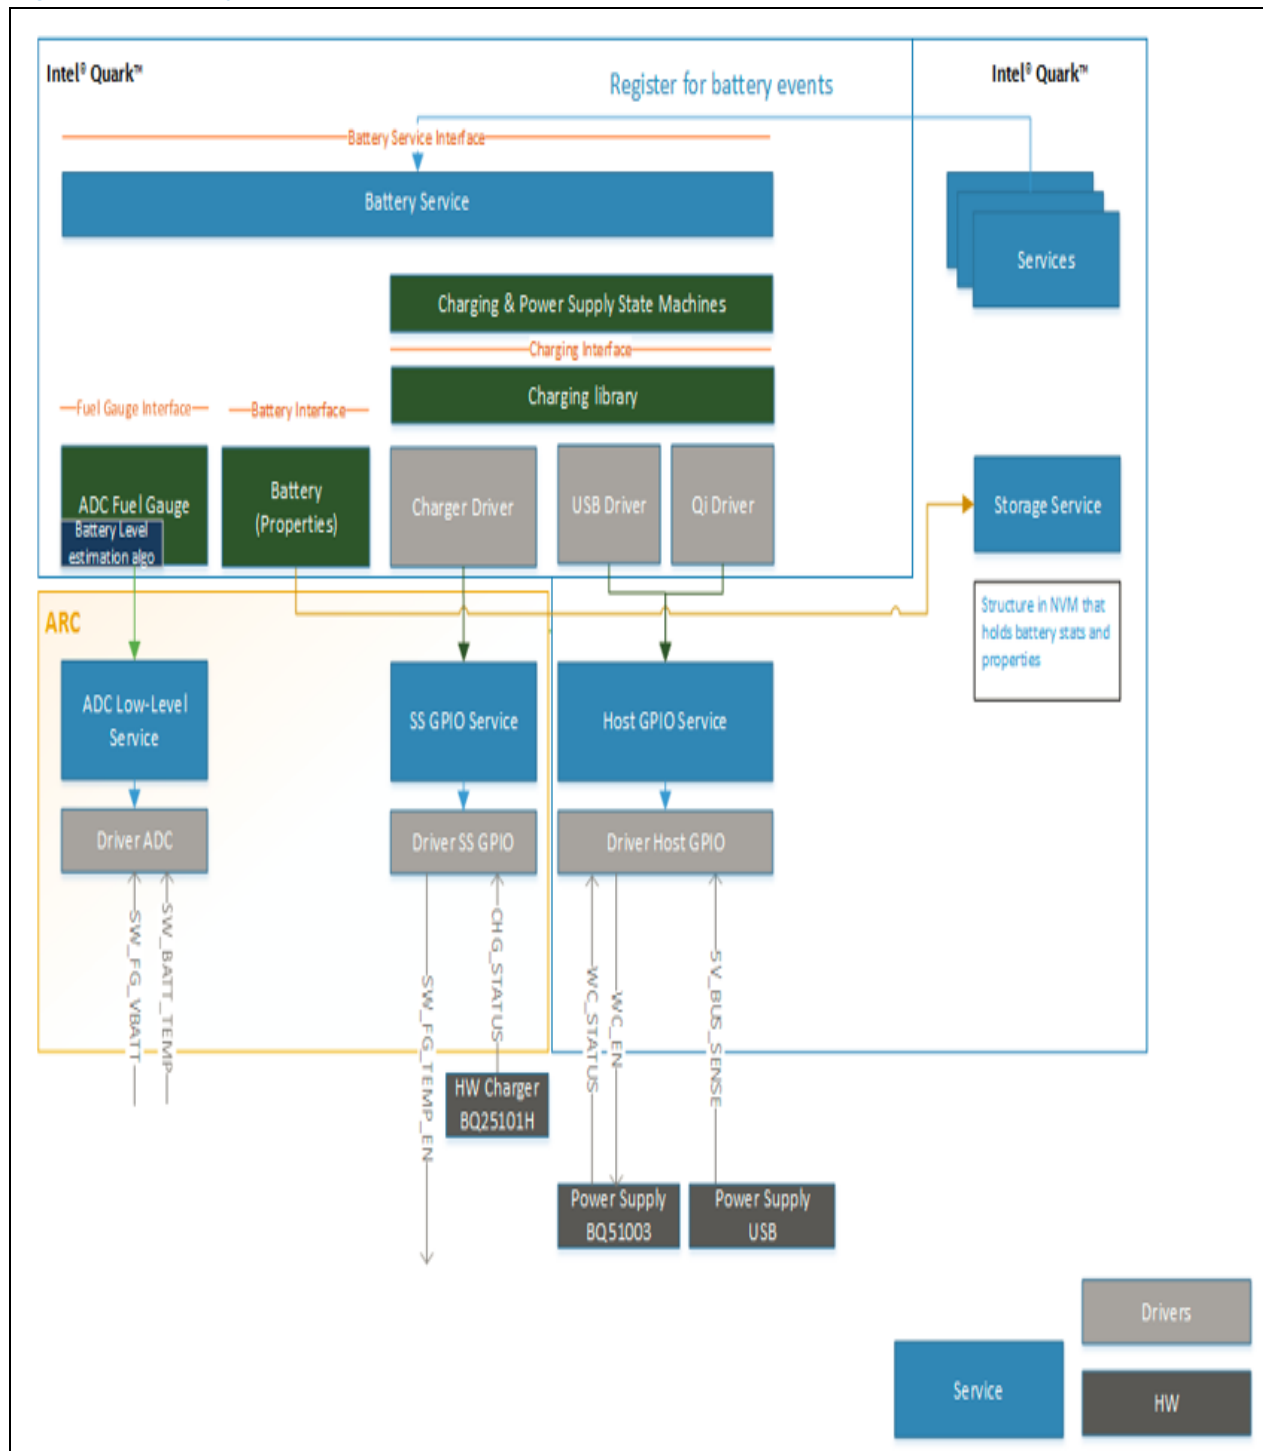 Intel® Quark™
Intel® Quark™
Register for battery events
Battery Service Interface
Battery Service
Services
Charging & Power Supply State Machines
Charging Interface
Charging library
Fuel Gauge Interface
Battery Interface
ADC Fuel Gauge
Battery Level
estimation algo
Battery
(Properties)
Charger Driver
USB Driver
Qi Driver
Storage Service
Structure in NVM that
holds battery stats and
properties
ARC
ADC Low-Level
Service
SS GPIO Service
Host GPIO Service
Driver ADC
Driver SS GPIO
Driver Host GPIO
SW_FG_VBATT
SW_BATT_TEMP
SW_FG_TEMP_EN
CHG_STATUS
WC_STATUS
WC_EN
5V_BUS_SENSE
HW Charger
BQ25101H
Power Supply
BQ51003
Power Supply
USB
Drivers
Service
HW